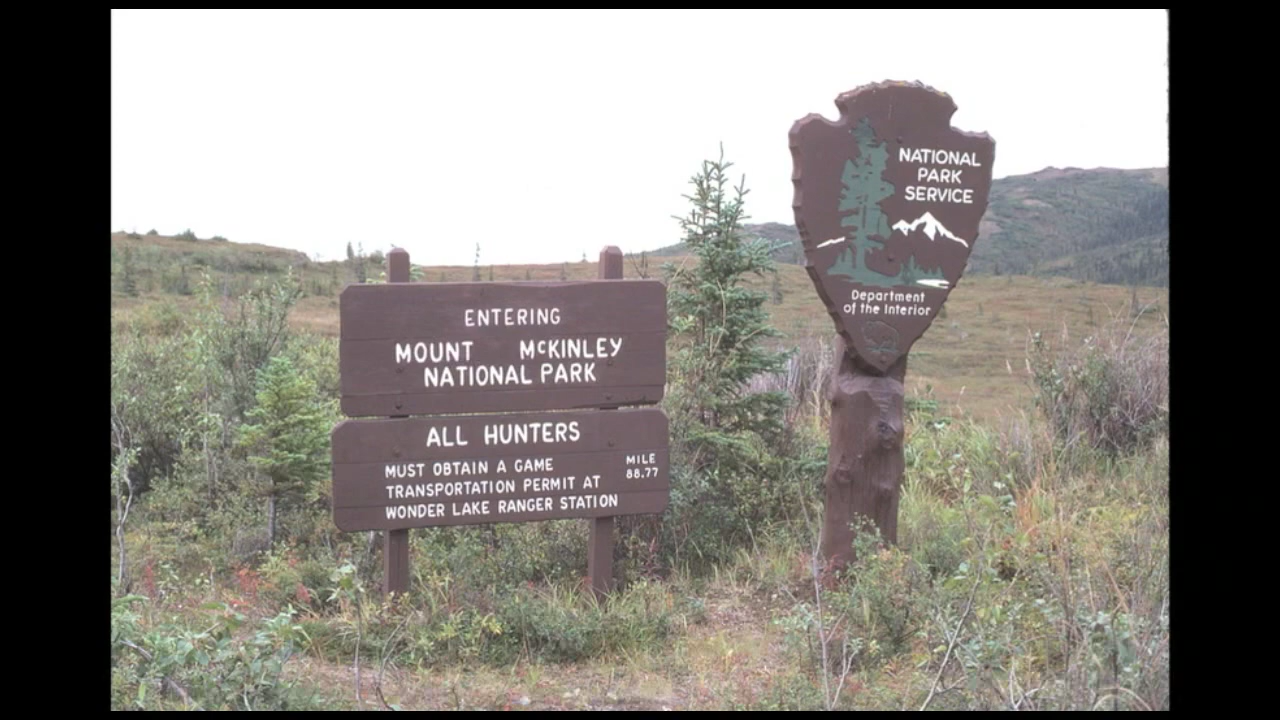 ENTERING
MOUNT McKINLEY
NATIONAL PARK
ALL HUNTERS
MUST OBTAIN A GAME
TRANSPORTATION PERMIT AT
WONDER LAKE RANGER STATION
MILE
88.77
NATIONAL
PARK
SERVICE
Department
of the Interior